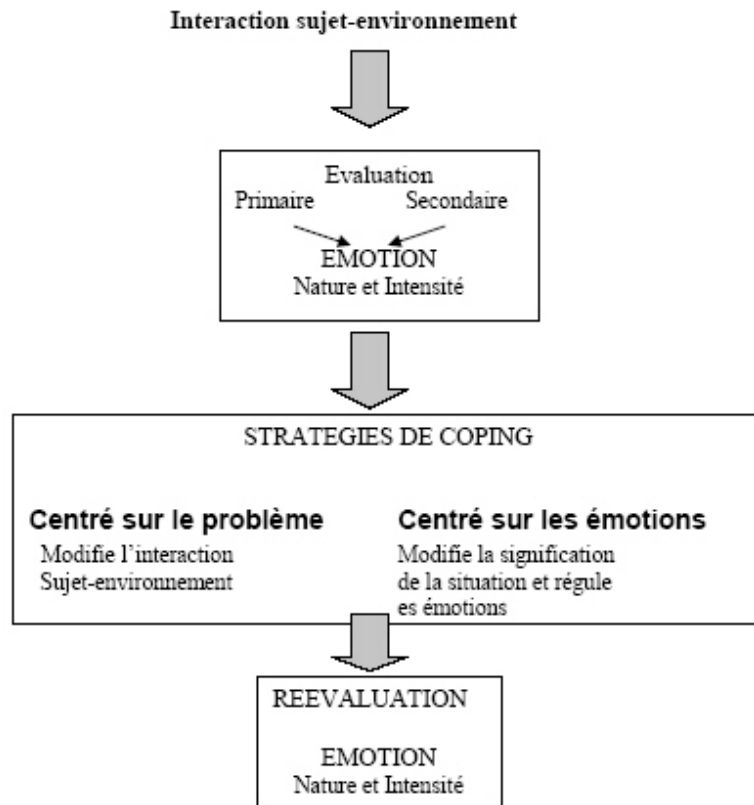 Interaction sujet-environnement
Evaluation
Primaire Secondaire
EMOTION
Nature et Intensité
STRATEGIES DE COPING
Centré sur le problème
Modifie l'interaction
Sujet-environnement
Centré sur les émotions
Modifie la signification
de la situation et régule
es émotions
REEVALUATION
EMOTION
Nature et Intensité